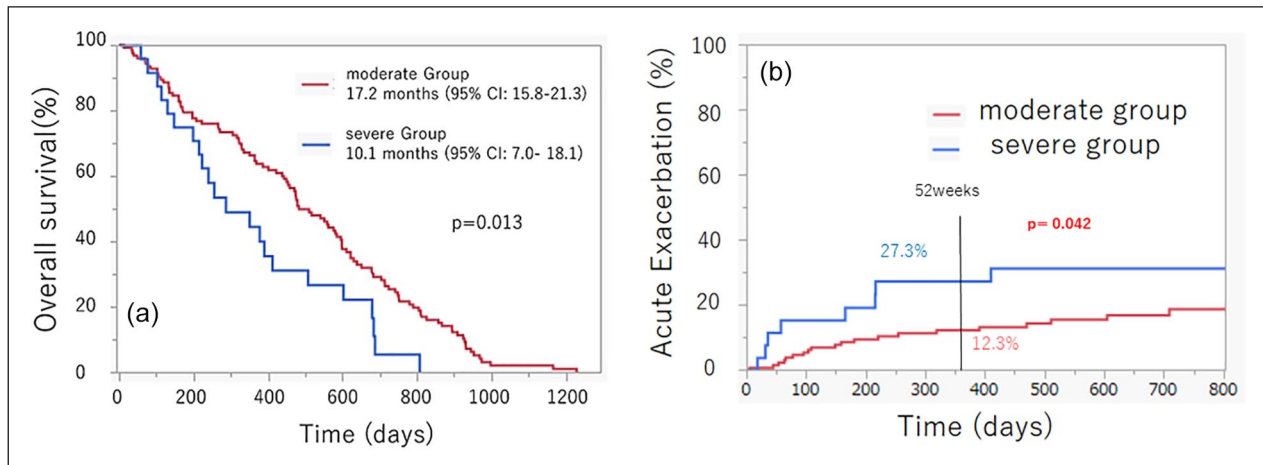 100
80
60
40
20
0
Overall survival(%)
moderate Group
17.2 months (95% CI: 15.8-21.3)
severe Group
10.1 months (95% CI: 7.0- 18.1)
p=0.013
(a)
0 200 400 600 800 1000 1200
Time (days)
100
80
60
40
20
0
Acute Exacerbation (%)
(b)
moderate group
severe group
52weeks
p= 0.042
27.3%
12.3%
0 100 200 300 400 500 600 700 800
Time (days)